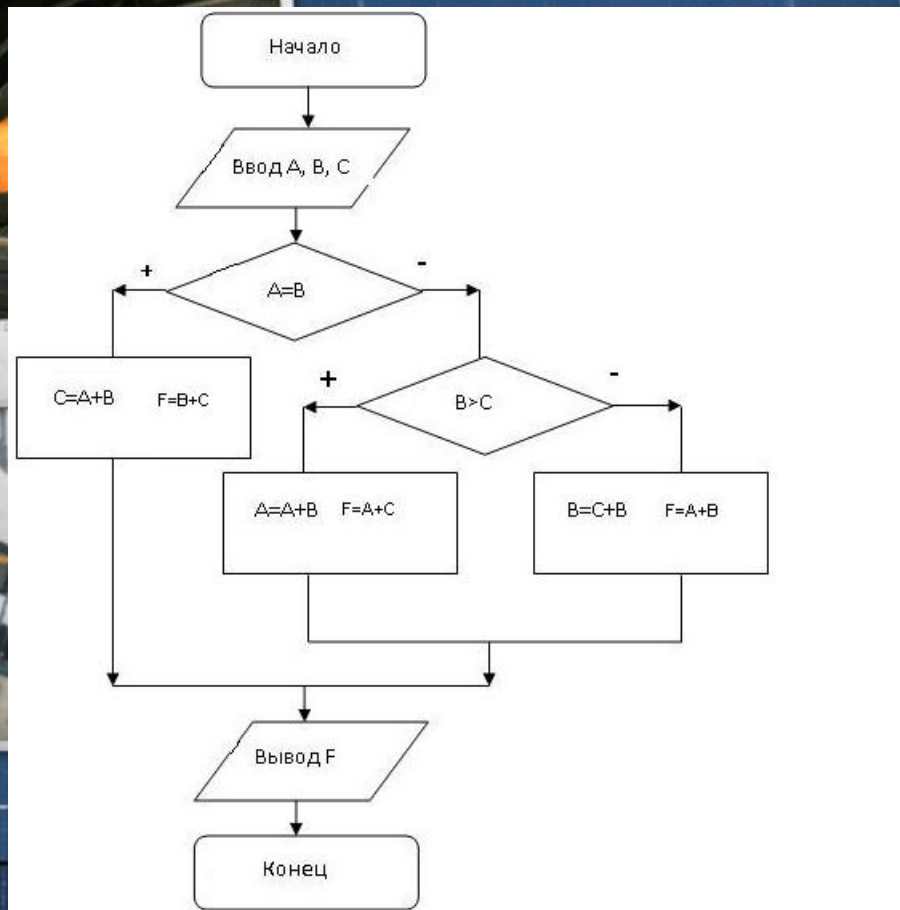 Начало
Ввод A, B, C
+ -
A=B
C=A+B F=B+C
+ -
B>C
A=A+B F=A+C
B=C+B F=A+B
Вывод F
Конец